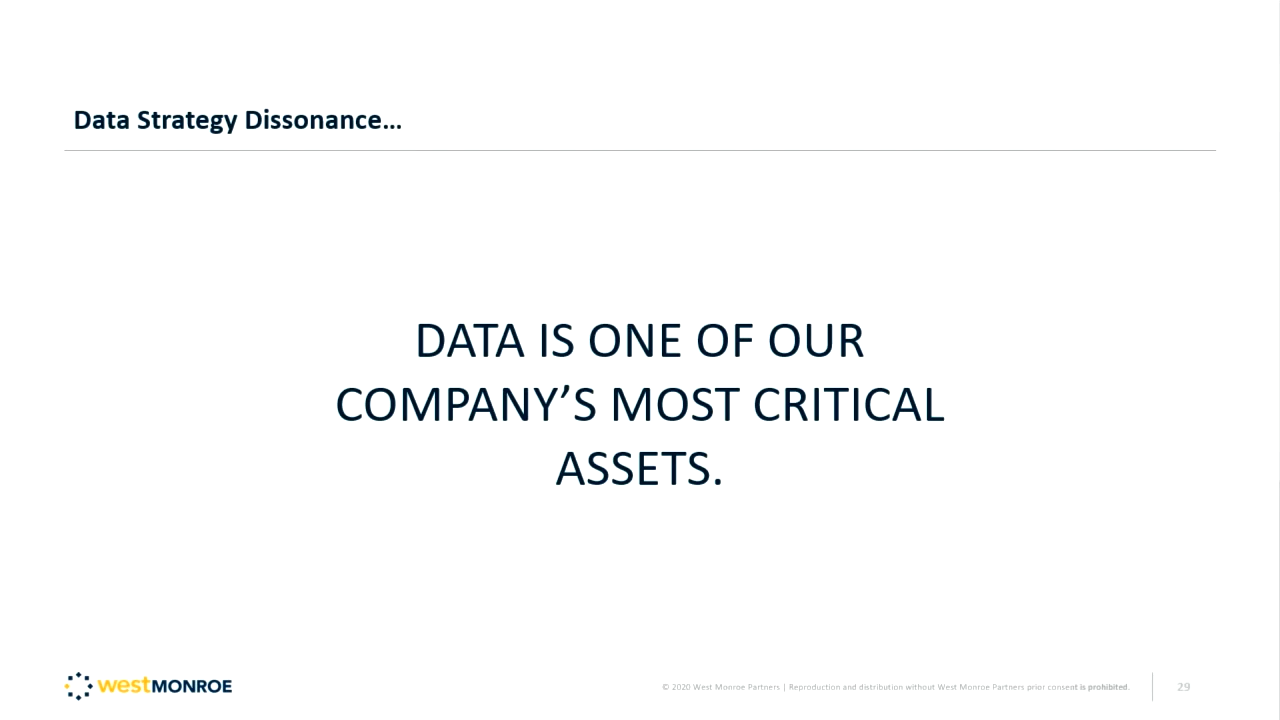 Data Strategy Dissonance…
DATA IS ONE OF OUR
COMPANY’S MOST CRITICAL
ASSETS.
westMONROE
© 2020 West Monroe Partners | Reproduction and distribution without West Monroe Partners prior consent is prohibited.
29